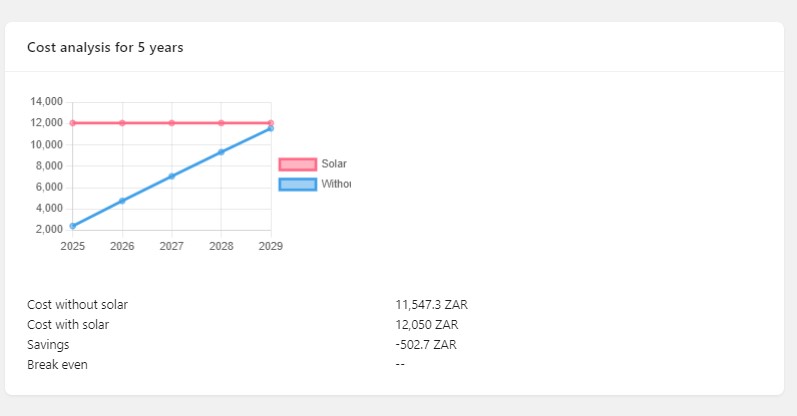 Cost analysis for 5 years
14,000
12,000
10,000
8,000
6,000
4,000
2,000
2025 2026 2027 2028 2029
Solar
Withou
Cost without solar 11,547.3 ZAR
Cost with solar 12,050 ZAR
Savings -502.7 ZAR
Break even --